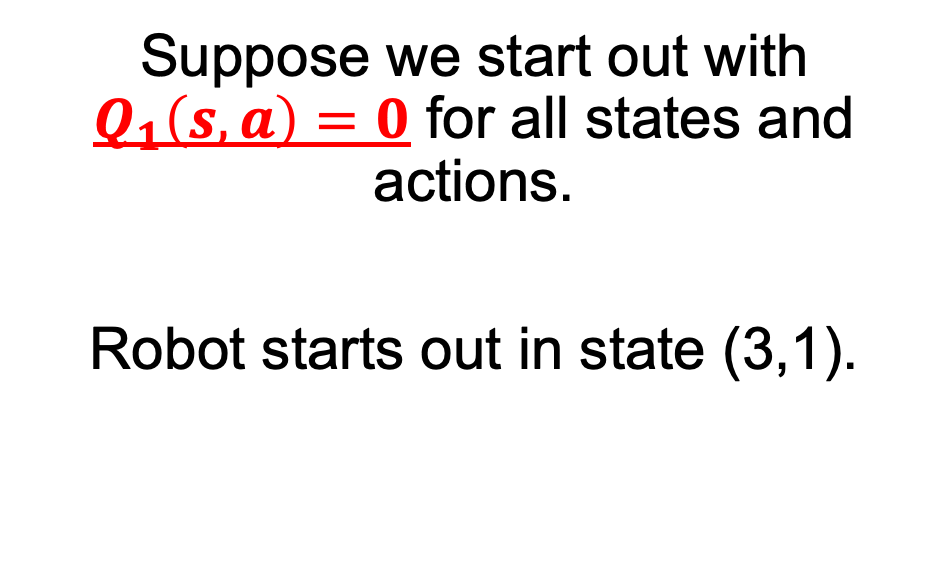 Suppose we start out with
Q₁(s, a) = 0 for all states and
actions.
Robot starts out in state (3,1).